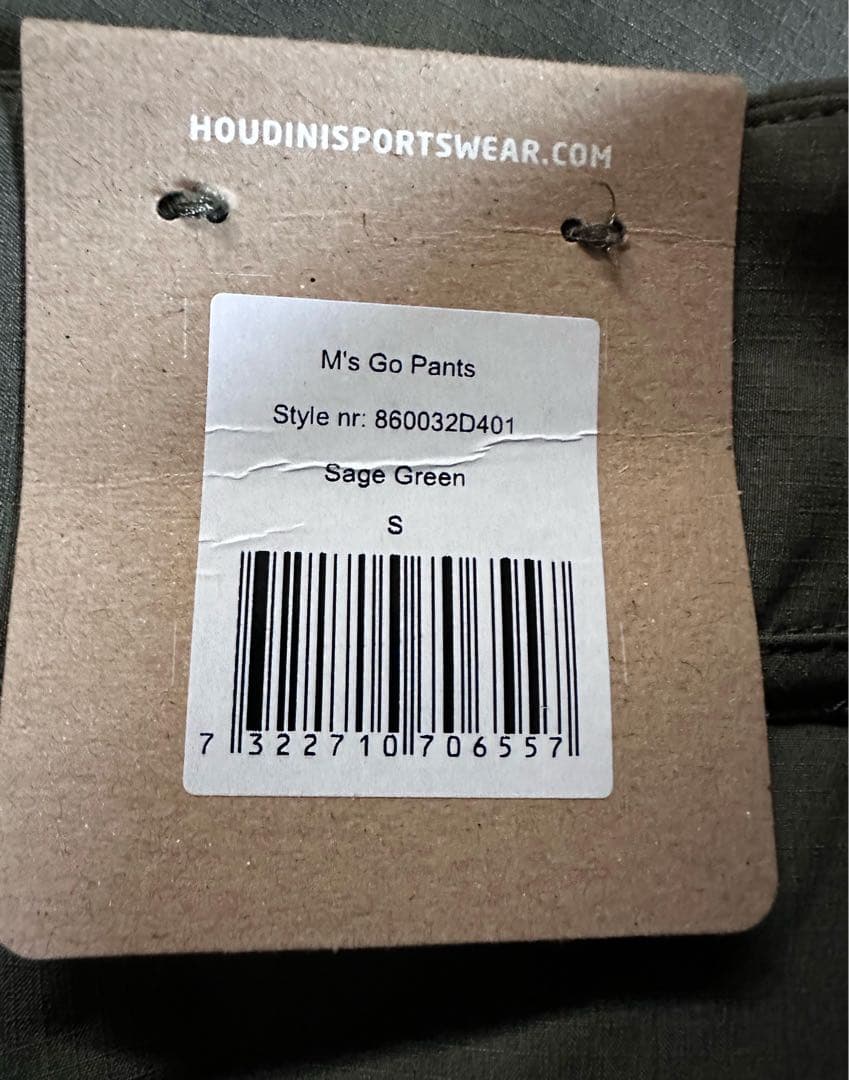 HOUDINISPORTSWEAR.COM
M's Go Pants
Style nr: 860032D401
Sage Green
S
7 322710 706557